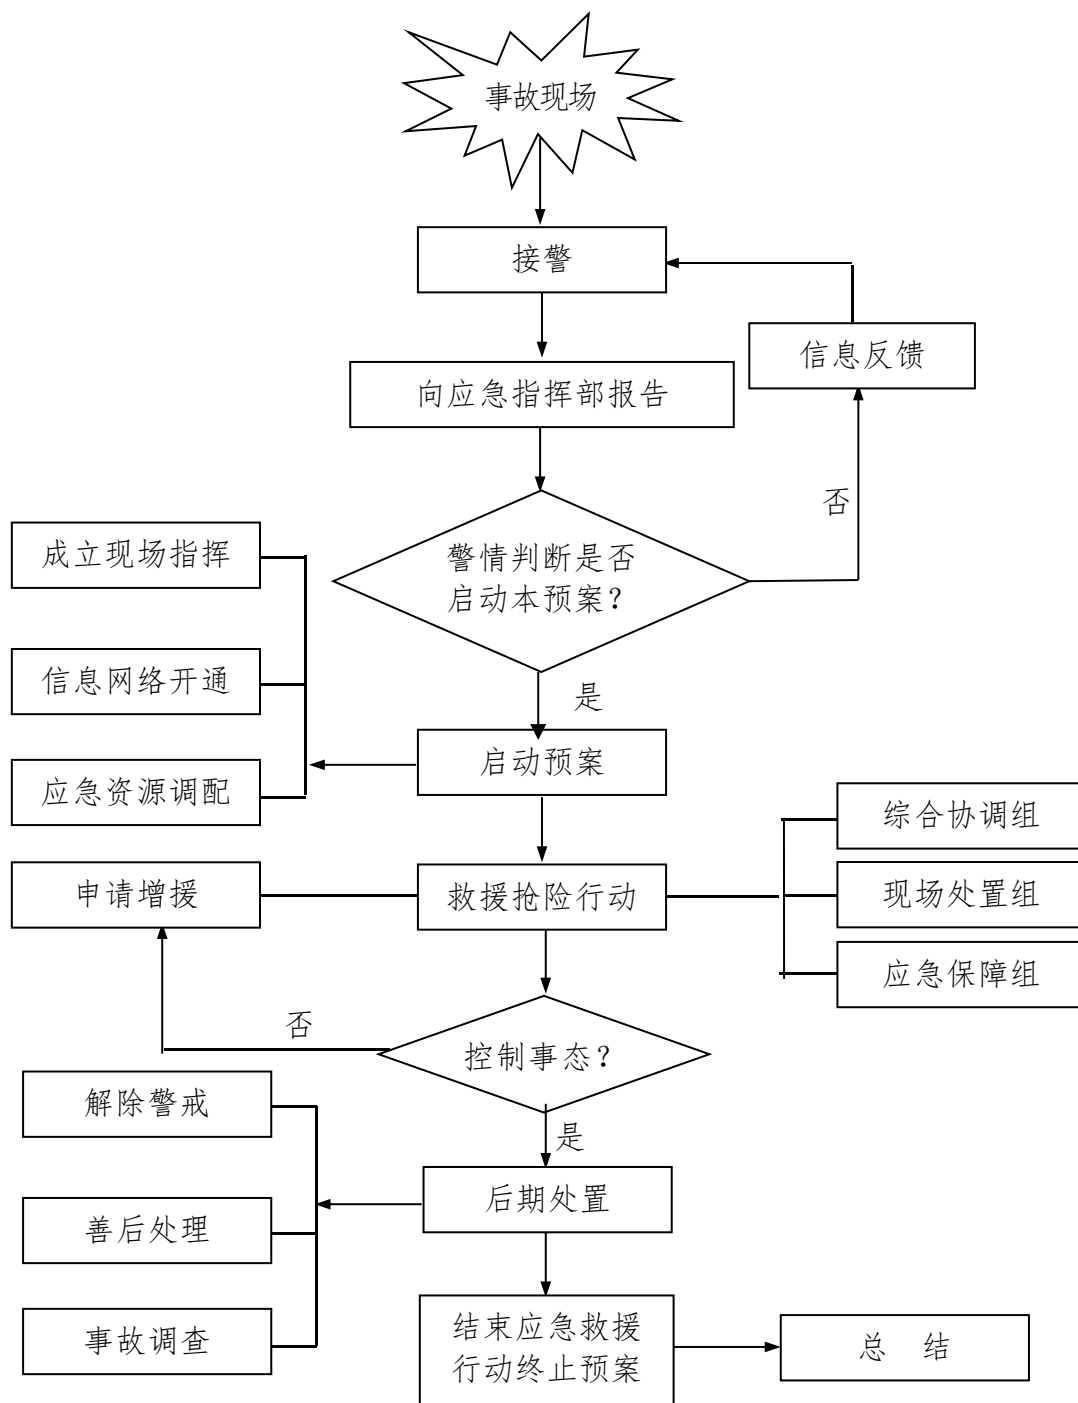 事故现场
接警
信息反馈
向应急指挥部报告
否
警情判断是否
启动本预案？
成立现场指挥
信息网络开通
应急资源调配
是
启动预案
综合协调组
现场处置组
应急保障组
申请增援
救援抢险行动
否
控制事态？
是
解除警戒
善后处理
事故调查
后期处置
结束应急救援
行动终止预案
总 结